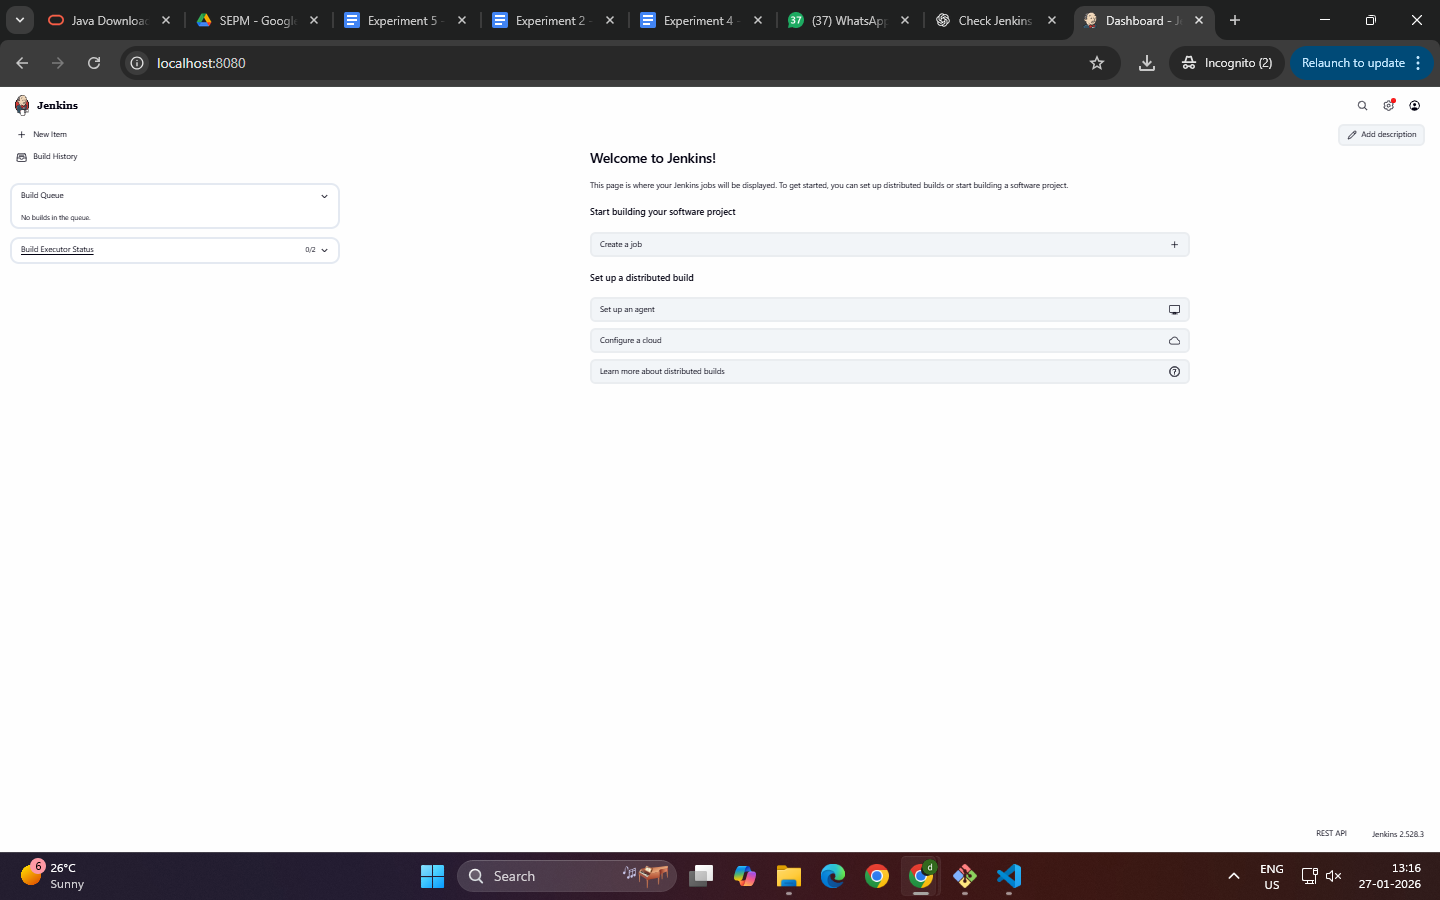 Java Download
SEPM - Google
Experiment 5 -
Experiment 2 -
Experiment 4 -
37
(37) WhatsApp
Check Jenkins
Dashboard - Je
localhost:8080
Incognito (2)
Relaunch to update
Jenkins
New Item
Add description
Build History
Welcome to Jenkins!
This page is where your Jenkins jobs will be displayed. To get started, you can set up distributed builds or start building a software project.
Build Queue
No builds in the queue.
Start building your software project
Build Executor Status
0/2
Create a job
Set up a distributed build
Set up an agent
Configure a cloud
Learn more about distributed builds
REST API
Jenkins 2.528.3
6
26°C
Sunny
Search
d
ENG
US
13:16
27-01-2026